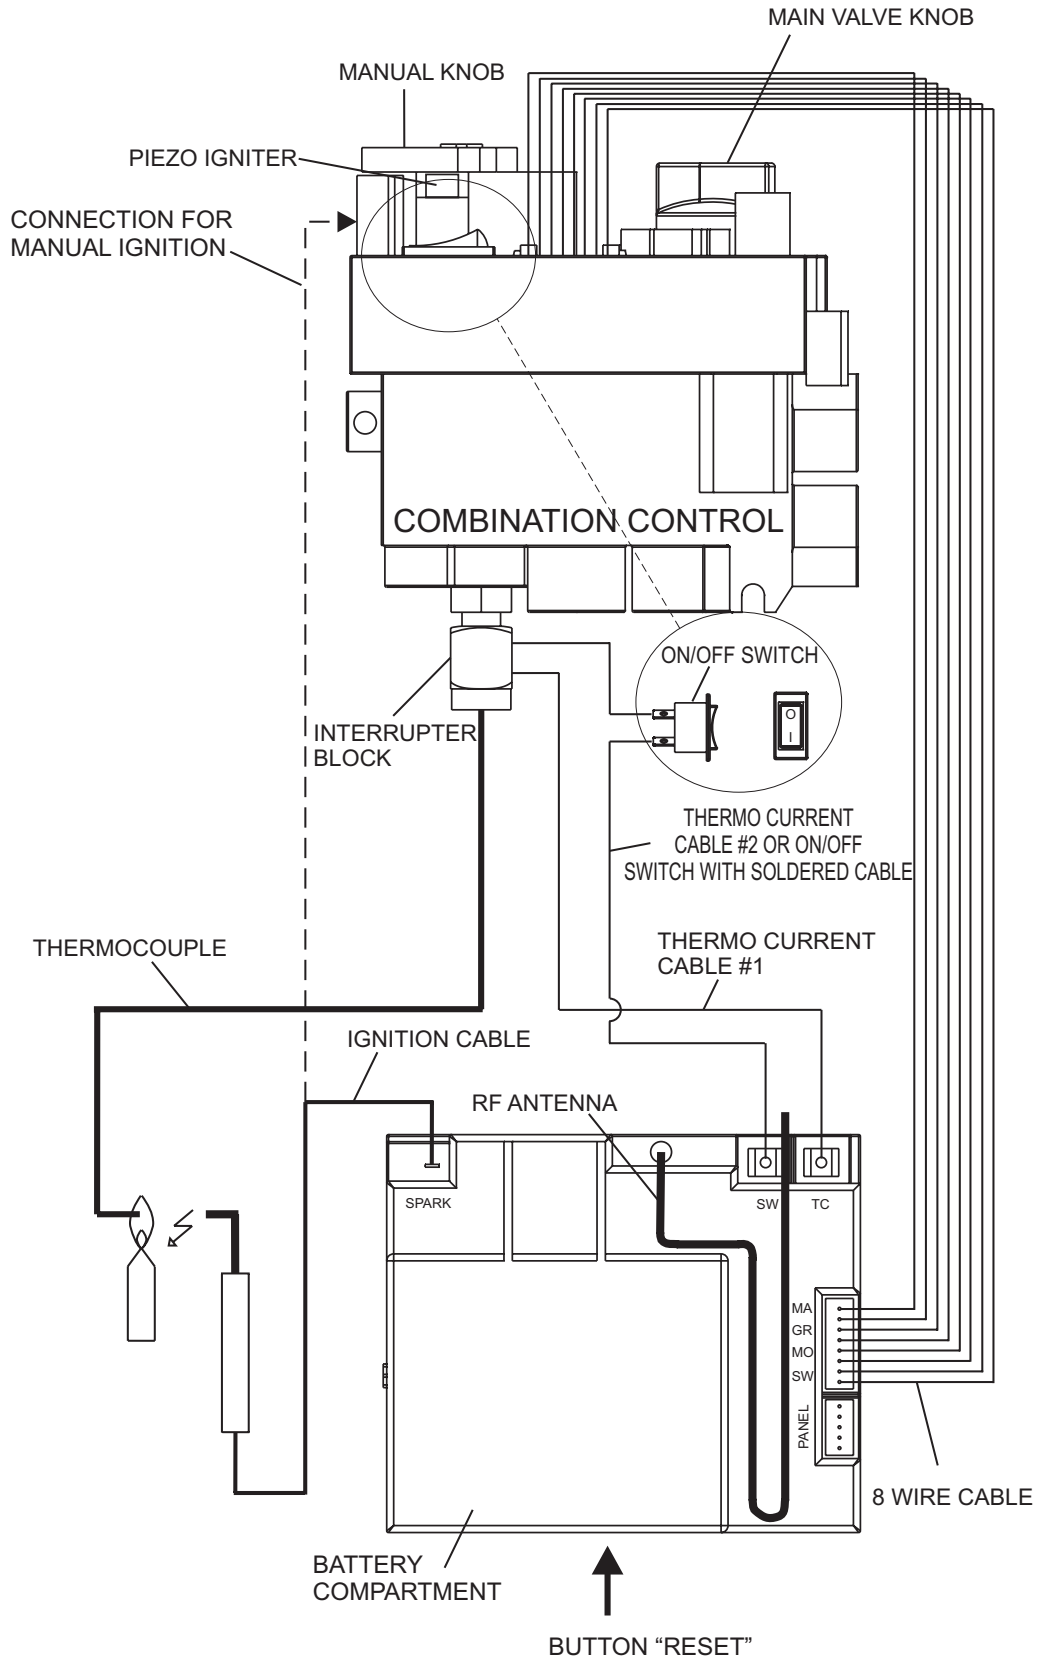 MAIN VALVE KNOB
MANUAL KNOB
PIEZO IGNITER
CONNECTION FOR
MANUAL IGNITION
COMBINATION CONTROL
ON/OFF SWITCH
O
I
INTERRUPTER
BLOCK
THERMO CURRENT
CABLE #2 OR ON/OFF
SWITCH WITH SOLDERED CABLE
THERMOCOUPLE
THERMO CURRENT
CABLE #1
IGNITION CABLE
RF ANTENNA
SPARK
SW
TC
MA
GR
MO
SW
PANEL
8 WIRE CABLE
BATTERY
COMPARTMENT
BUTTON “RESET”